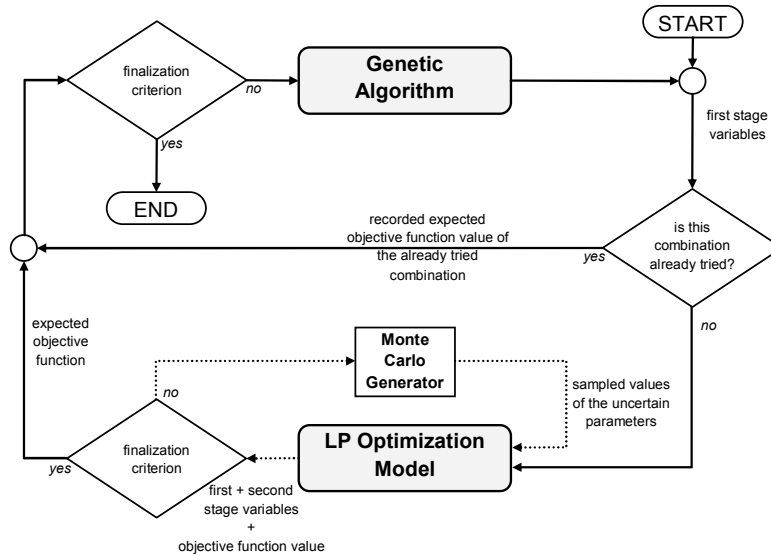 START
finalization
criterion
no
Genetic
Algorithm
yes
END
first stage
variables
recorded expected
objective function value of
the already tried
combination
yes
is this
combination
already tried?
no
expected
objective
function
no
Monte
Carlo
Generator
sampled values
of the uncertain
parameters
finalization
criterion
yes
LP Optimization
Model
first + second
stage variables
+
objective function value